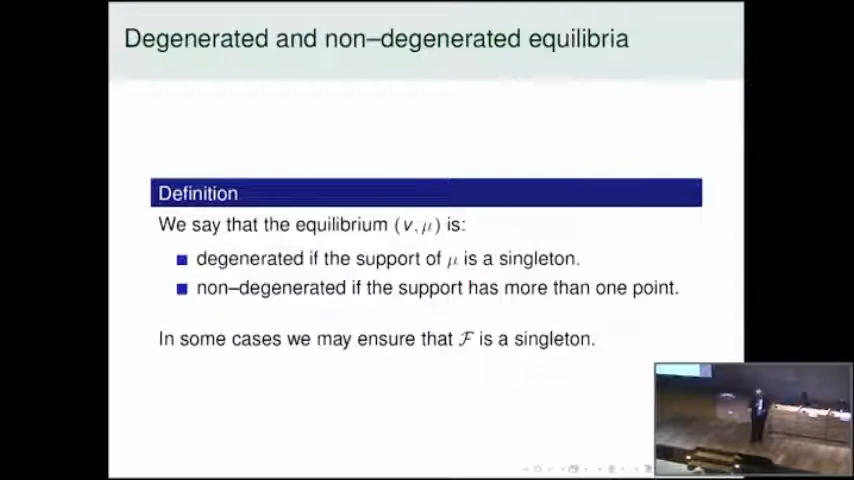 Degenerated and non–degenerated equilibria
Definition
We say that the equilibrium (v, μ) is:
degenerated if the support of μ is a singleton.
non–degenerated if the support has more than one point.
In some cases we may ensure that ℱ is a singleton.